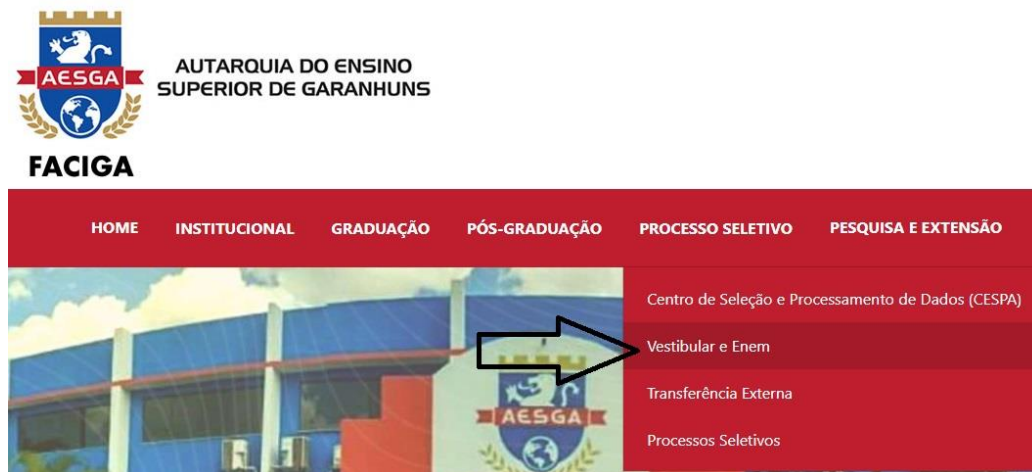 AESGA
AUTARQUIA DO ENSINO
SUPERIOR DE GARANHUNS
FACIGA
HOME INSTITUCIONAL GRADUAÇÃO PÓS-GRADUAÇÃO PROCESSO SELETIVO PESQUISA E EXTENSÃO
Centro de Seleção e Processamento de Dados (CESPA)
Vestibular e Enem
Transferência Externa
Processos Seletivos
AESGA